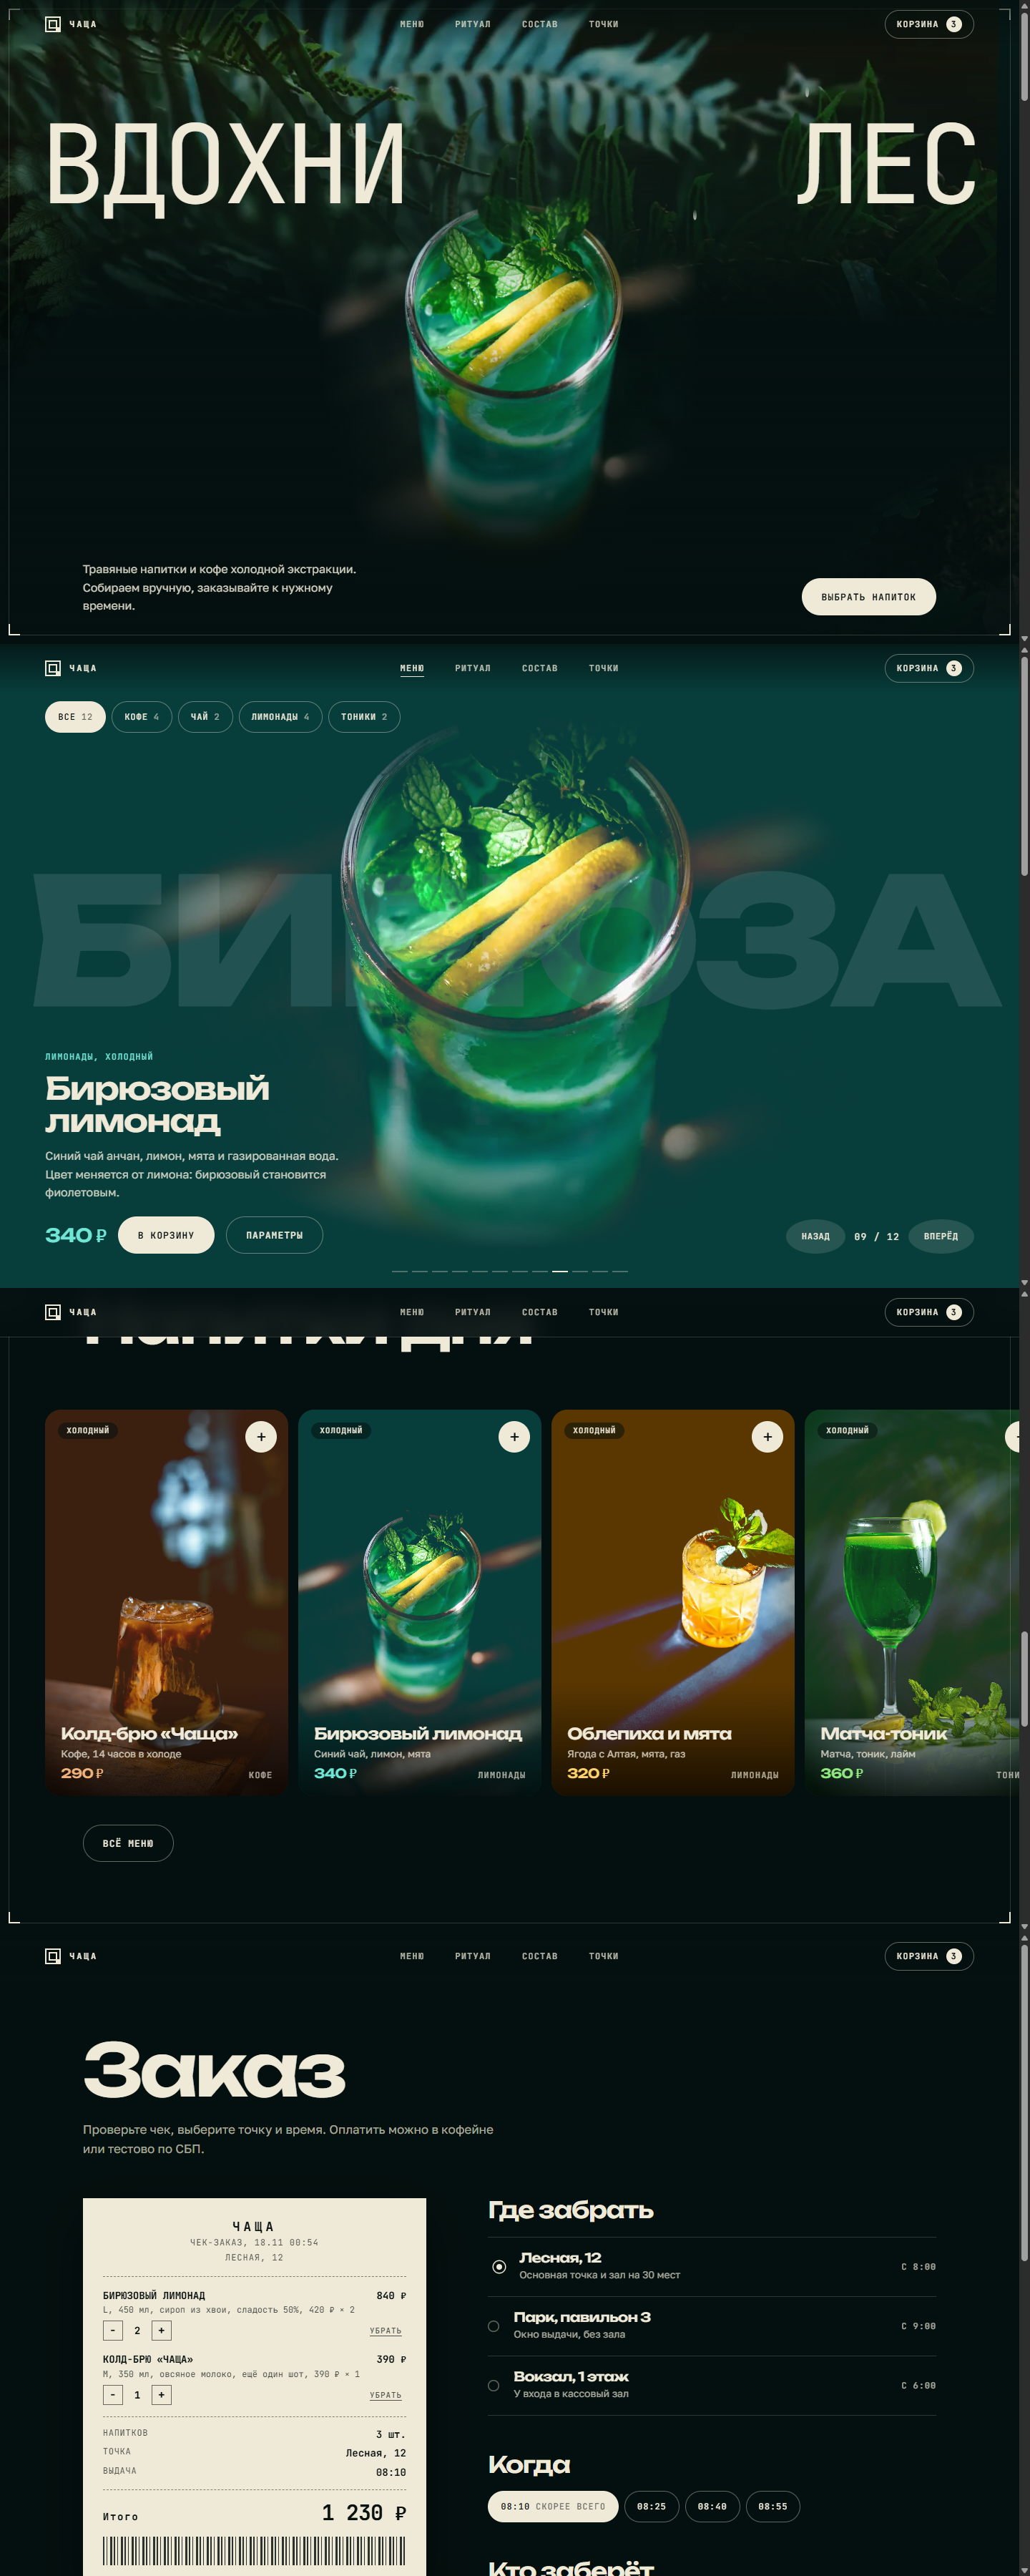 ЧАЩА
МЕНЮ РИТУАЛ СОСТАВ ТОЧКИ
КОРЗИНА 3
ВДОХНИ ЛЕС
Травяные напитки и кофе холодной экстракции.
Собираем вручную, заказывайте к нужному
времени.
ВЫБРАТЬ НАПИТОК
ЧАЩА
МЕНЮ РИТУАЛ СОСТАВ ТОЧКИ
КОРЗИНА 3
ВСЕ 12 КОФЕ 4 ЧАЙ 2 ЛИМОНАДЫ 4 ТОНИКИ 2
БИРЮЗА
ЛИМОНАДЫ, ХОЛОДНЫЙ
Бирюзовый
лимонад
Синий чай анчан, лимон, мята и газированная вода.
Цвет меняется от лимона: бирюзовый становится
фиолетовым.
340 ₽ В КОРЗИНУ ПАРАМЕТРЫ
НАЗАД 09 / 12 ВПЕРЁД
ЧАЩА
МЕНЮ РИТУАЛ СОСТАВ ТОЧКИ
КОРЗИНА 3
Напитки дня
ХОЛОДНЫЙ +
Колд-брю «Чаща»
Кофе, 14 часов в холоде
290 ₽ КОФЕ
ХОЛОДНЫЙ +
Бирюзовый лимонад
Синий чай, лимон, мята
340 ₽ ЛИМОНАДЫ
ХОЛОДНЫЙ +
Облепиха и мята
Ягода с Алтая, мята, газ
320 ₽ ЛИМОНАДЫ
ХОЛОДНЫЙ
Матча-тоник
Матча, тоник, лайм
360 ₽ ТОНИ
ВСЁ МЕНЮ
ЧАЩА
МЕНЮ РИТУАЛ СОСТАВ ТОЧКИ
КОРЗИНА 3
Заказ
Проверьте чек, выберите точку и время. Оплатить можно в кофейне
или тестово по СБП.
ЧАЩА
ЧЕК-ЗАКАЗ, 18.11 00:54
ЛЕСНАЯ, 12
БИРЮЗОВЫЙ ЛИМОНАД 840 ₽
L, 450 мл, сироп из хвои, сладость 50%, 420 ₽ × 2
- 2 + УБРАТЬ
КОЛД-БРЮ «ЧАЩА» 390 ₽
M, 350 мл, овсяное молоко, ещё один шот, 390 ₽ × 1
- 1 + УБРАТЬ
НАПИТКОВ 3 шт.
ТОЧКА Лесная, 12
ВЫДАЧА 08:10
Итого 1 230 ₽
Где забрать
Лесная, 12
Основная точка и зал на 30 мест
С 8:00
Парк, павильон 3
Окно выдачи, без зала
С 9:00
Вокзал, 1 этаж
У входа в кассовый зал
С 6:00
Когда
08:10 СКОРЕЕ ВСЕГО 08:25 08:40 08:55
Кто заберёт